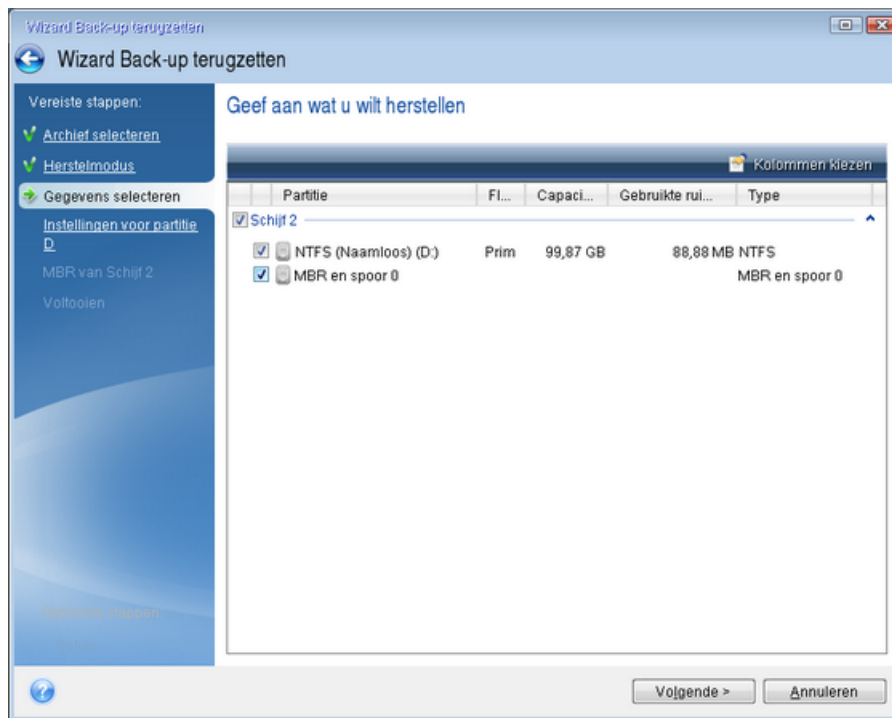 Wizard Back-up terugzetten
Wizard Back-up terugzetten
Vereiste stappen:
Archief selecteren
Herstelmodus
Gegevens selecteren
Instellingen voor partitie
D
MBR van Schijf 2
Voltooien
Geef aan wat u wilt herstellen
Kolommen kiezen
Partitie Fl... Capaci... Gebruikte rui... Type
Schijf 2
NTFS (Naamloos) (D:) Prim 99,87 GB 88,88 MB NTFS
MBR en spoor 0 MBR en spoor 0
stappen
Volgende > Annuleren